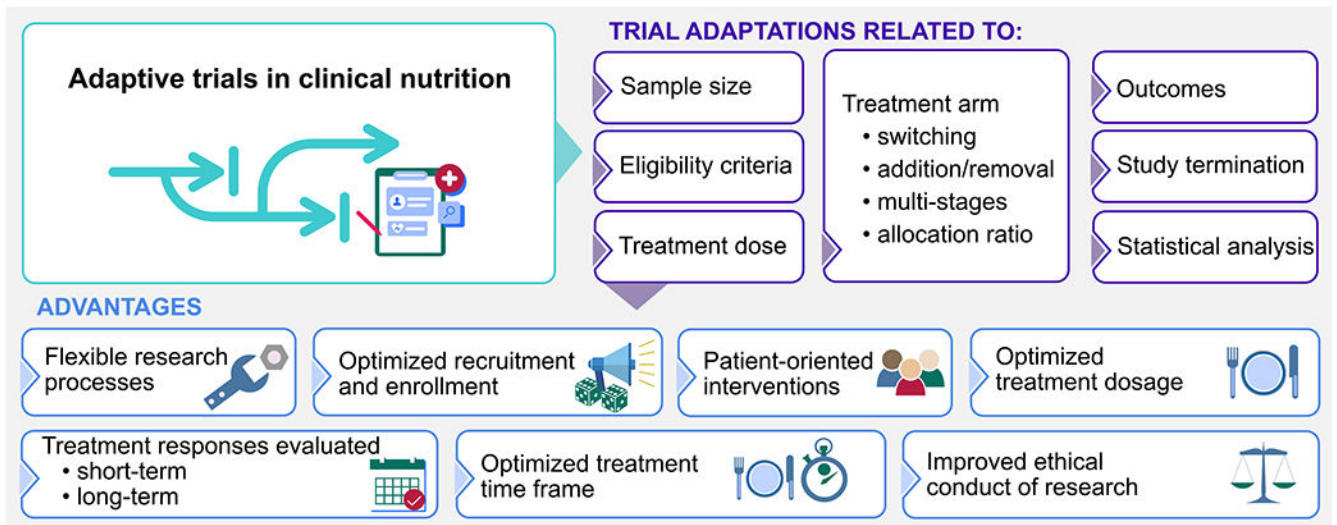 Adaptive trials in clinical nutrition
TRIAL ADAPTATIONS RELATED TO:
Sample size
Eligibility criteria
Treatment dose
Treatment arm
• switching
• addition/removal
• multi-stages
• allocation ratio
Outcomes
Study termination
Statistical analysis
ADVANTAGES
Flexible research
processes
Optimized recruitment
and enrollment
Patient-oriented
interventions
Optimized
treatment dosage
Treatment responses evaluated
• short-term
• long-term
Optimized treatment
time frame
Improved ethical
conduct of research